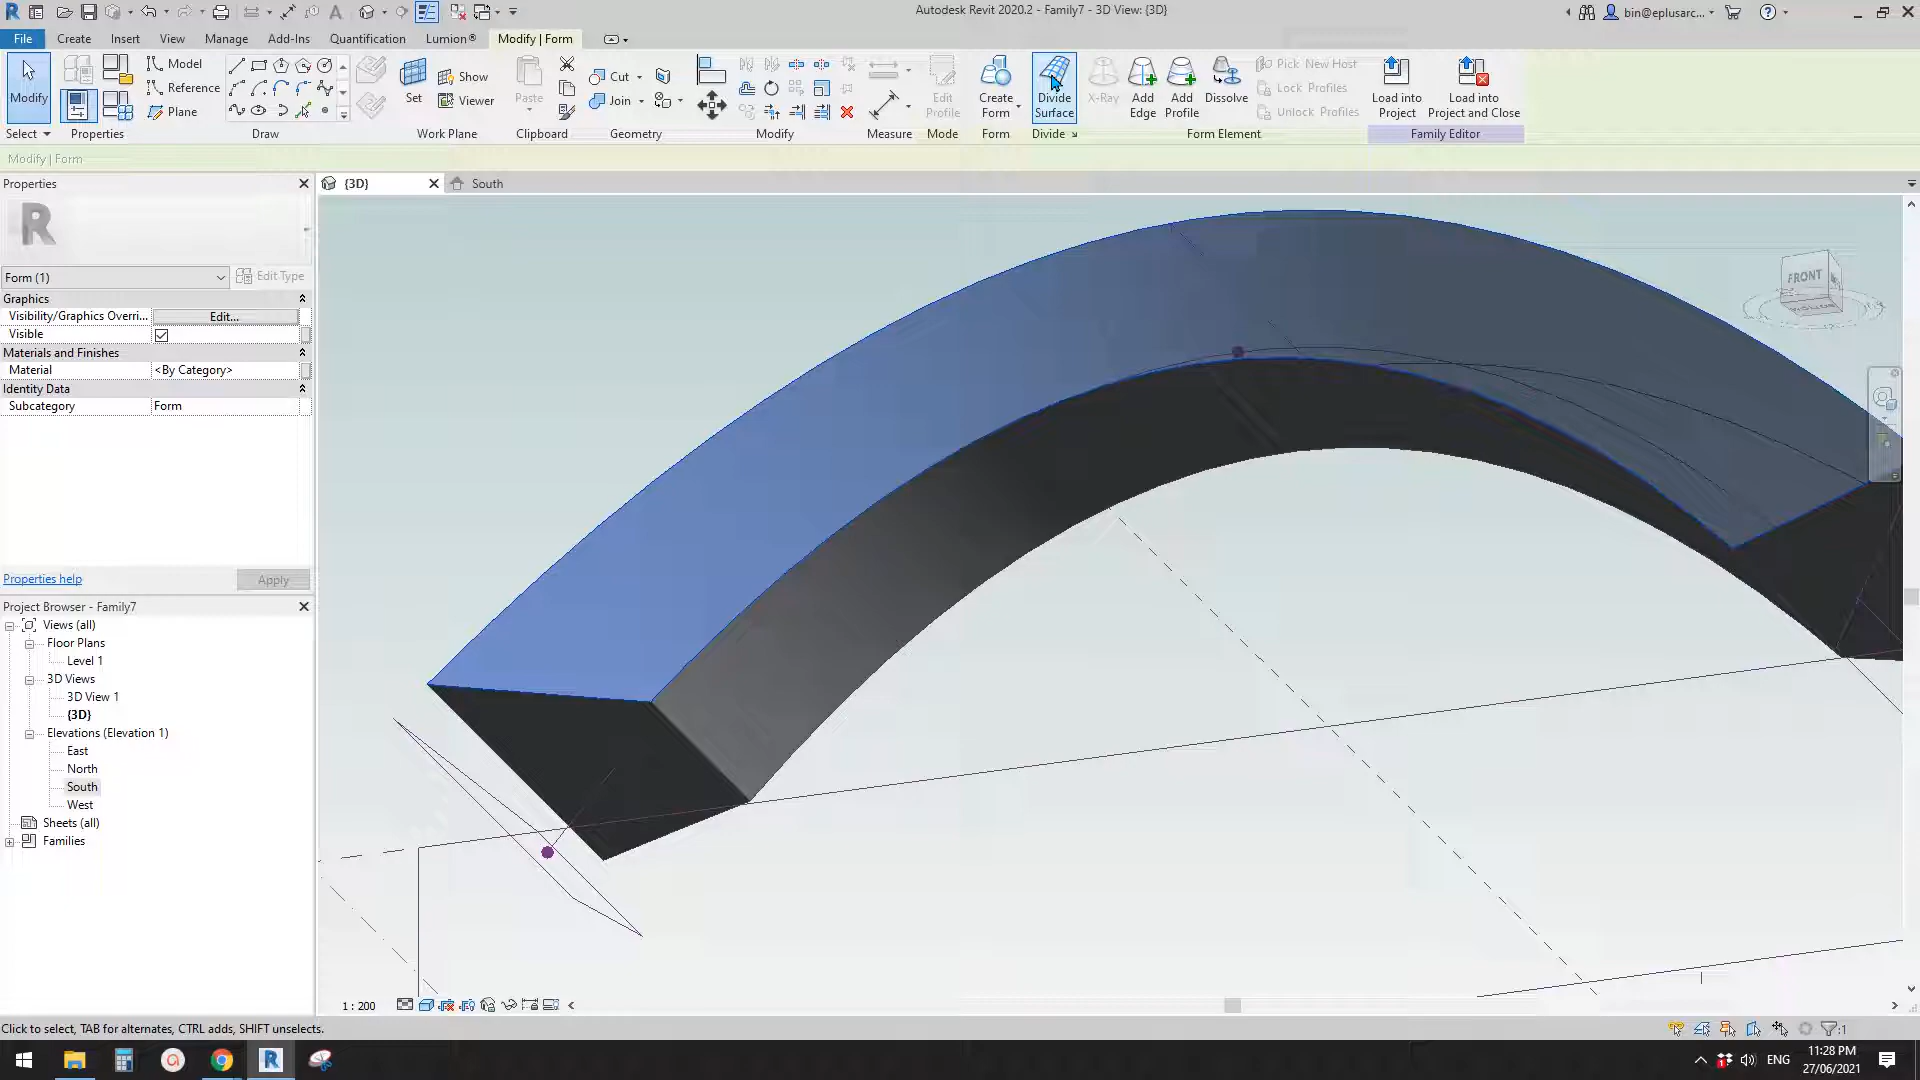 Autodesk Revit 2020.2 - Family7 - 3D View: {3D}
bin@eplusarc...
File
Create
Insert
View
Manage
Add-Ins
Quantification
Lumion®
Modify | Form
Modify
Model
Reference
Plane
Set
Show
Viewer
Paste
Cut
Join
Edit Profile
Create Form
Divide Surface
X-Ray
Add Edge
Add Profile
Dissolve
Pick New Host
Lock Profiles
Unlock Profiles
Load into Project
Load into Project and Close
Select
Properties
Draw
Work Plane
Clipboard
Geometry
Modify
Measure
Mode
Form
Divide
Form Element
Family Editor
Modify | Form
Properties
{3D}
South
R
Form (1)
Edit Type
Graphics
Visibility/Graphics Overri...
Edit...
Visible
Materials and Finishes
Material
<By Category>
Identity Data
Subcategory
Form
Properties help
Apply
Project Browser - Family7
Views (all)
Floor Plans
Level 1
3D Views
3D View 1
{3D}
Elevations (Elevation 1)
East
North
South
West
Sheets (all)
Families
FRONT
1 : 200
Click to select, TAB for alternates, CTRL adds, SHIFT unselects.
:1
ENG
11:28 PM
27/06/2021